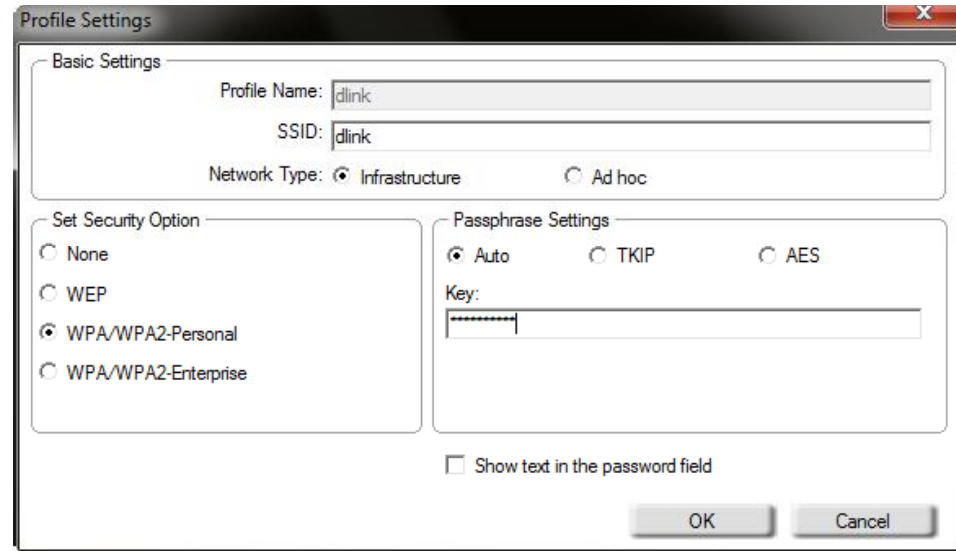 Profile Settings
Basic Settings
Profile Name: dlink
SSID: dlink
Network Type: Infrastructure Ad hoc
Set Security Option
None
WEP
WPA/WPA2-Personal
WPA/WPA2-Enterprise
Passphrase Settings
Auto TKIP AES
Key:
**********
Show text in the password field
OK Cancel